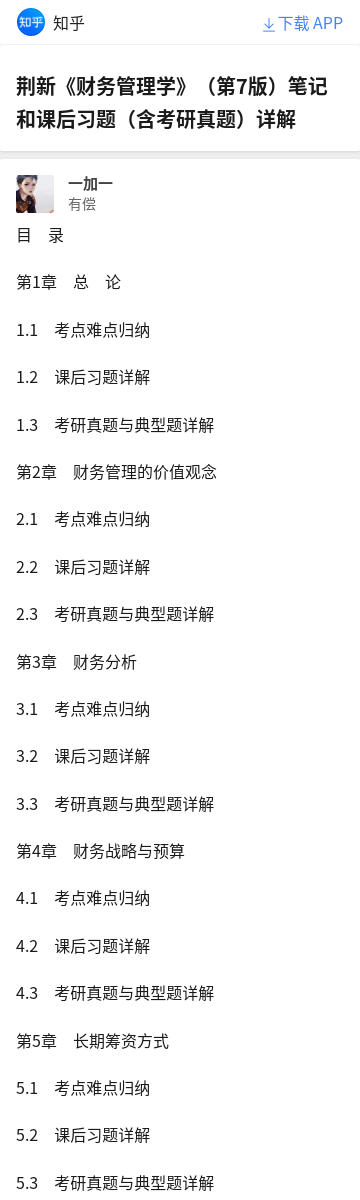 知乎 知乎
下载 APP
荆新《财务管理学》（第7版）笔记
和课后习题（含考研真题）详解
一加一
有偿
目　录
第1章　总　论
1.1　考点难点归纳
1.2　课后习题详解
1.3　考研真题与典型题详解
第2章　财务管理的价值观念
2.1　考点难点归纳
2.2　课后习题详解
2.3　考研真题与典型题详解
第3章　财务分析
3.1　考点难点归纳
3.2　课后习题详解
3.3　考研真题与典型题详解
第4章　财务战略与预算
4.1　考点难点归纳
4.2　课后习题详解
4.3　考研真题与典型题详解
第5章　长期筹资方式
5.1　考点难点归纳
5.2　课后习题详解
5.3　考研真题与典型题详解